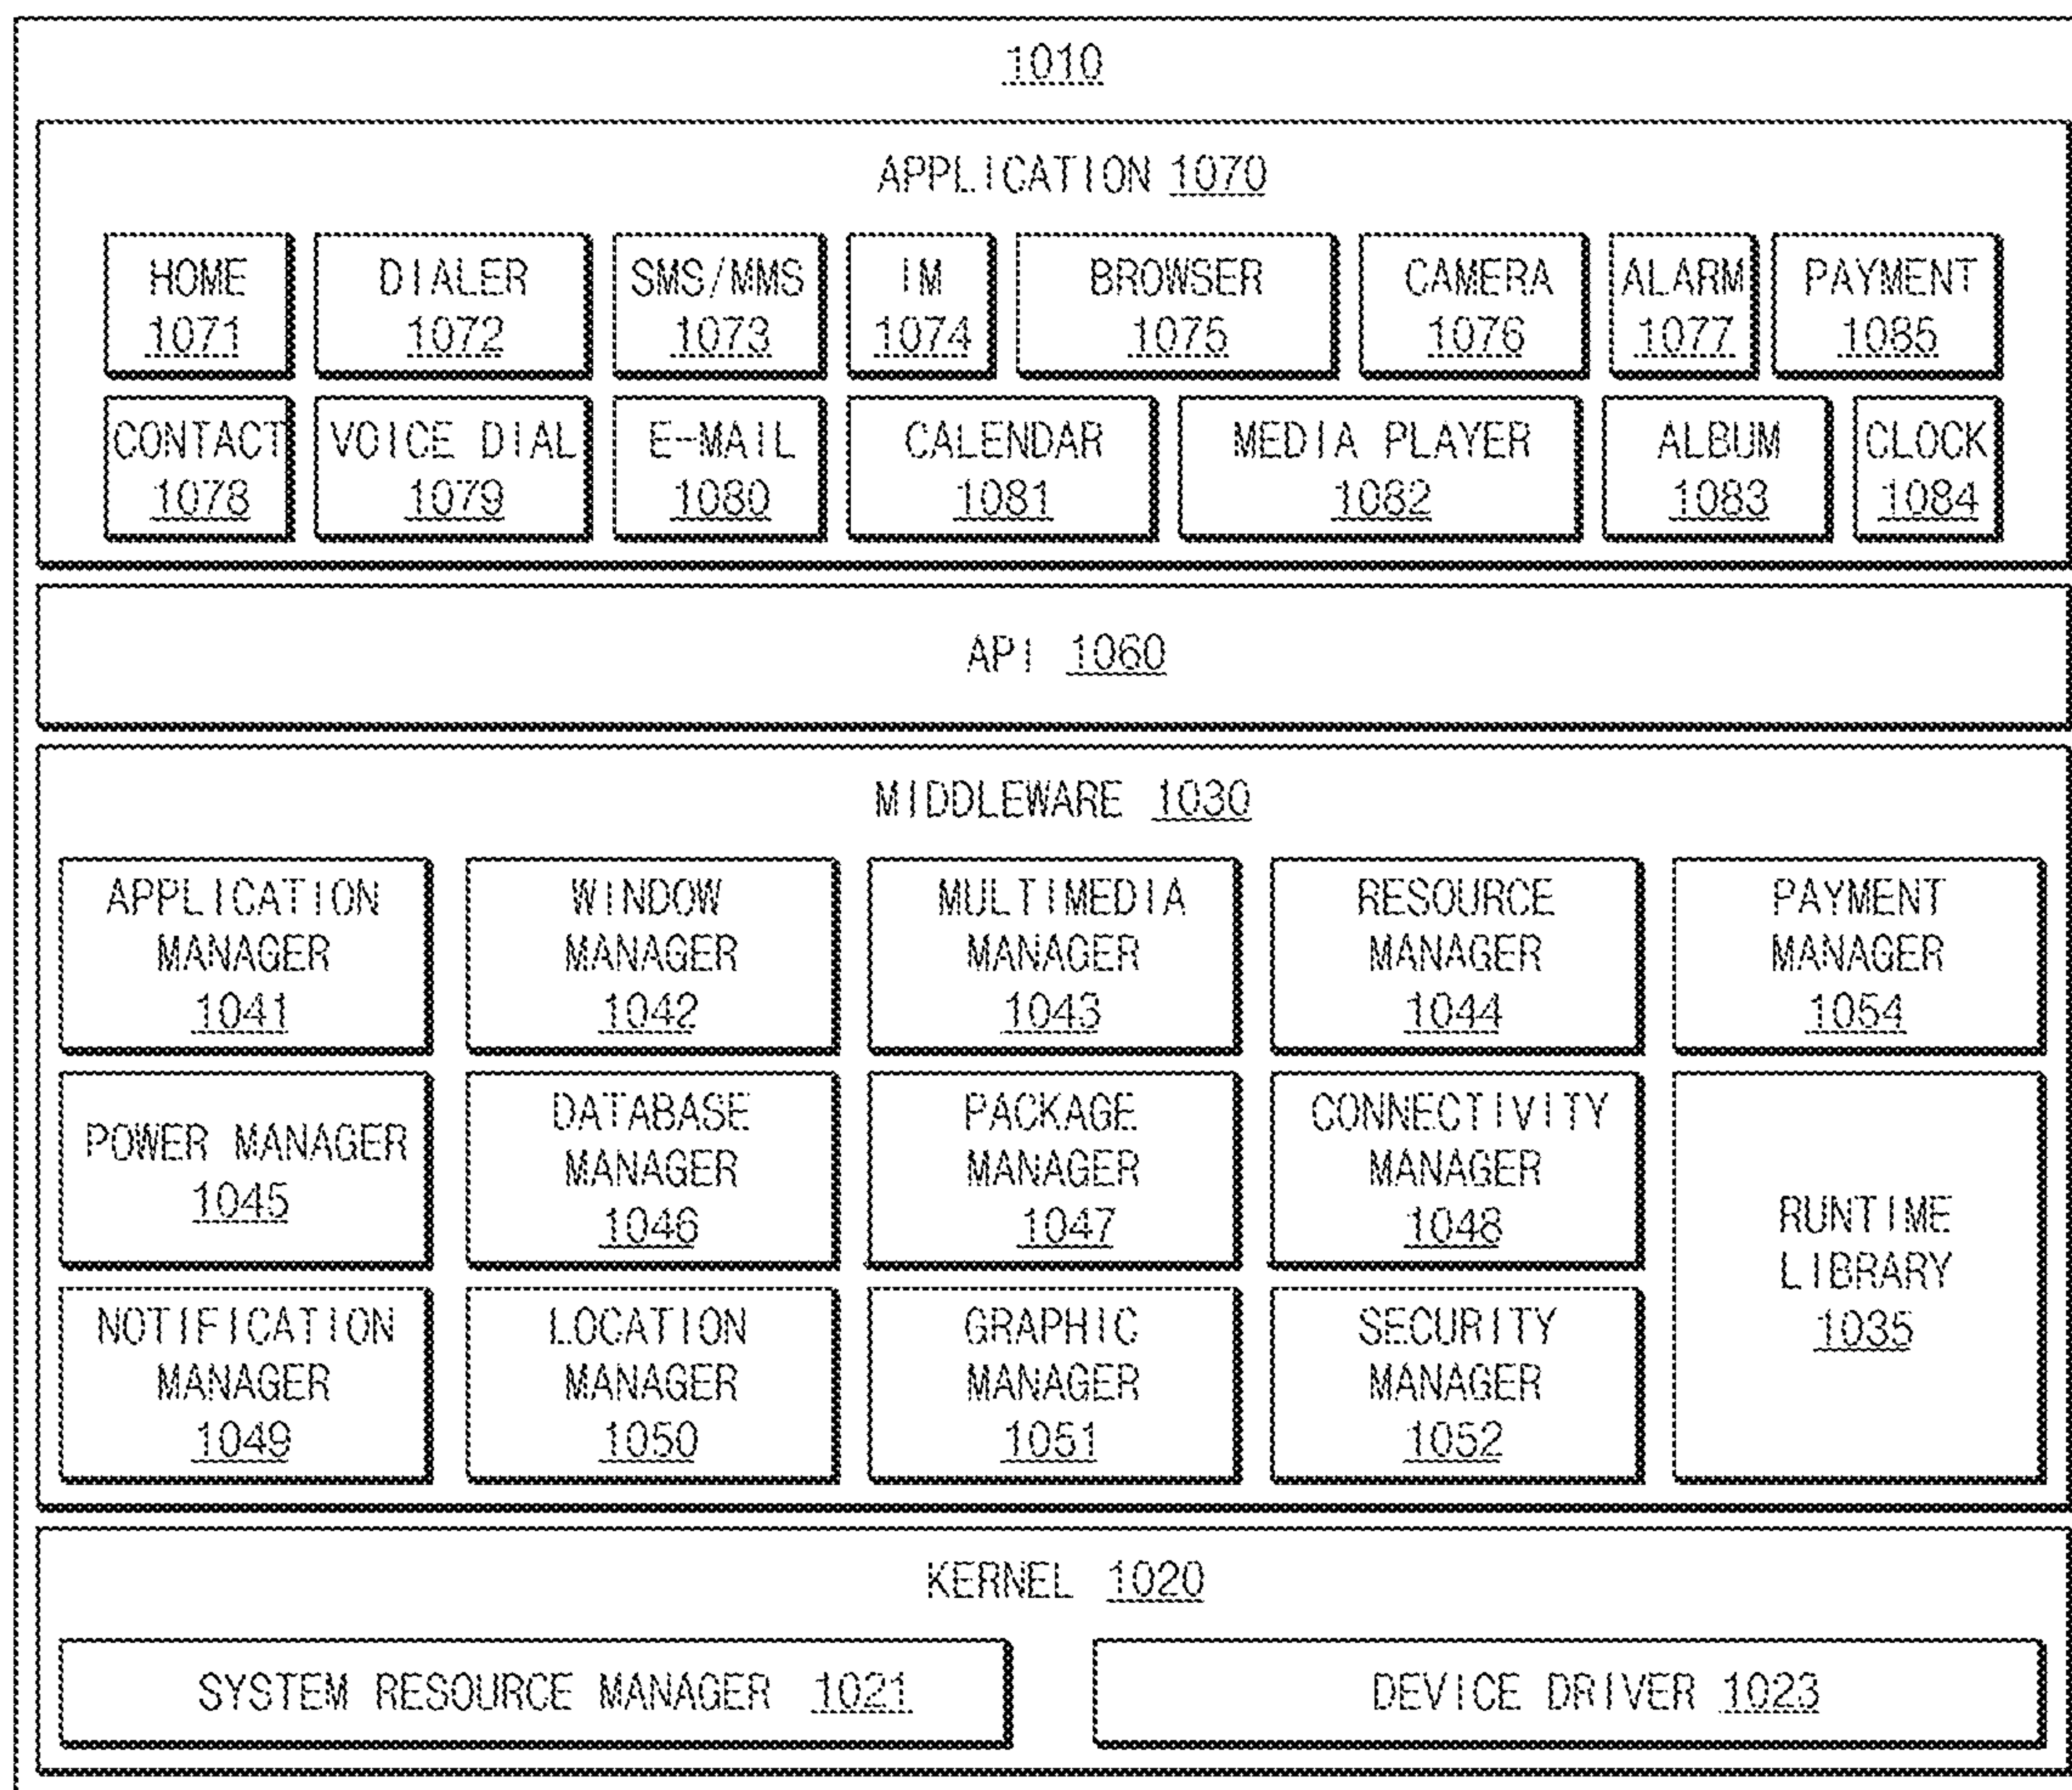 1010
APPLICATION 1070
HOME
1071
DIALER
1072
SMS/MMS
1073
IM
1074
BROWSER
1075
CAMERA
1076
ALARM
1077
PAYMENT
1085
CONTACT
1078
VOICE DIAL
1079
E-MAIL
1080
CALENDAR
1081
MEDIA PLAYER
1082
ALBUM
1083
CLOCK
1084
API 1060
MIDDLEWARE 1030
APPLICATION
MANAGER
1041
WINDOW
MANAGER
1042
MULTIMEDIA
MANAGER
1043
RESOURCE
MANAGER
1044
PAYMENT
MANAGER
1054
POWER MANAGER
1045
DATABASE
MANAGER
1046
PACKAGE
MANAGER
1047
CONNECTIVITY
MANAGER
1048
RUNTIME
LIBRARY
1035
NOTIFICATION
MANAGER
1049
LOCATION
MANAGER
1050
GRAPHIC
MANAGER
1051
SECURITY
MANAGER
1052
KERNEL 1020
SYSTEM RESOURCE MANAGER 1021
DEVICE DRIVER 1023